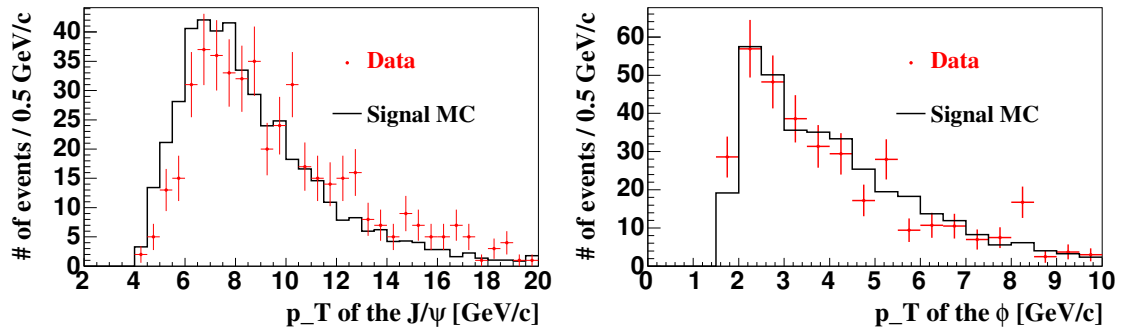 # of events / 0.5 GeV/c
40
35
30
25
20
15
10
5
0
2 4 6 8 10 12 14 16 18 20
p_T of the J/ψ [GeV/c]
Data
Signal MC
# of events / 0.5 GeV/c
60
50
40
30
20
10
0
0 1 2 3 4 5 6 7 8 9 10
p_T of the ϕ [GeV/c]
Data
Signal MC